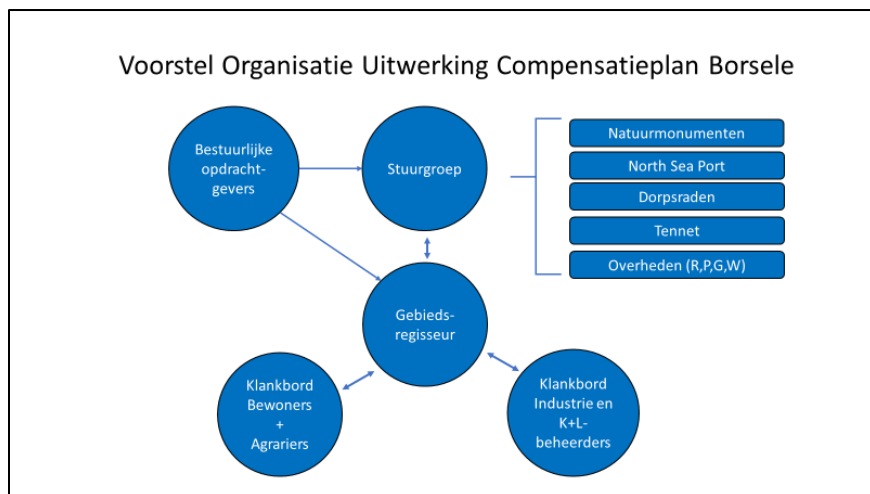 Voorstel Organisatie Uitwerking Compensatieplan Borsele
Bestuurlijke
opdracht-
gevers
Stuurgroep
Natuurmonumenten
North Sea Port
Dorpsraden
Tennet
Overheden (R,P,G,W)
Gebieds-
regisseur
Klankbord
Bewoners
+
Agrariers
Klankbord
Industrie en
K+L-
beheerders